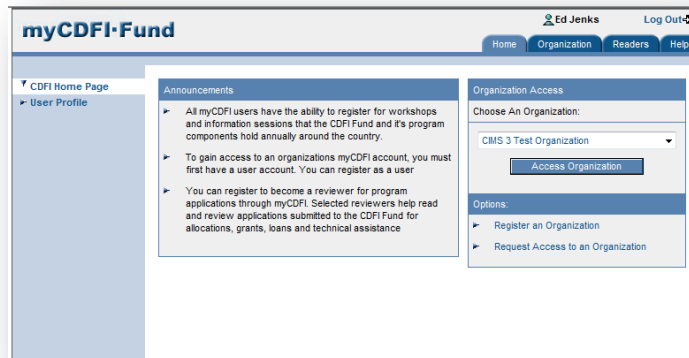 myCDFI·Fund
Ed Jenks
Log Out
Home
Organization
Readers
Help
CDFI Home Page
User Profile
Announcements
All myCDFI users have the ability to register for workshops
and information sessions that the CDFI Fund and it's program
components hold annually around the country.
To gain access to an organizations myCDFI account, you must
first have a user account. You can register as a user
You can register to become a reviewer for program
applications through myCDFI. Selected reviewers help read
and review applications submitted to the CDFI Fund for
allocations, grants, loans and technical assistance
Organization Access
Choose An Organization:
CIMS 3 Test Organization
Access Organization
Options:
Register an Organization
Request Access to an Organization